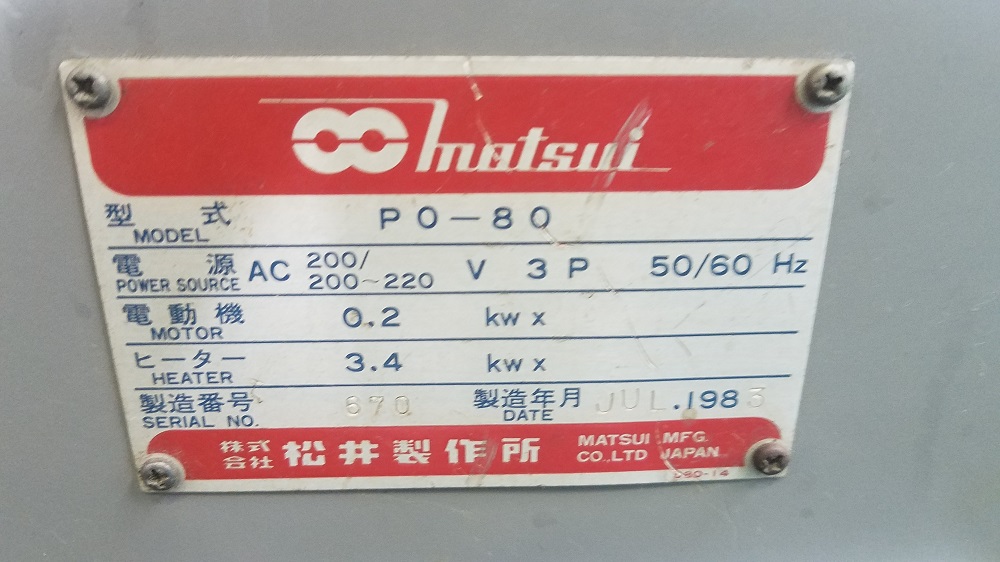 matsui
型式 PO-80
MODEL
電源 AC 200/ V 3P 50/60 Hz
POWER SOURCE 200~220
電動機 0.2 kw x
MOTOR
ヒーター 3.4 kw x
HEATER
製造番号 670 製造年月 JUL.1983
SERIAL NO. DATE
株式会社 松井製作所 MATSUI MFG.
CO.,LTD JAPAN